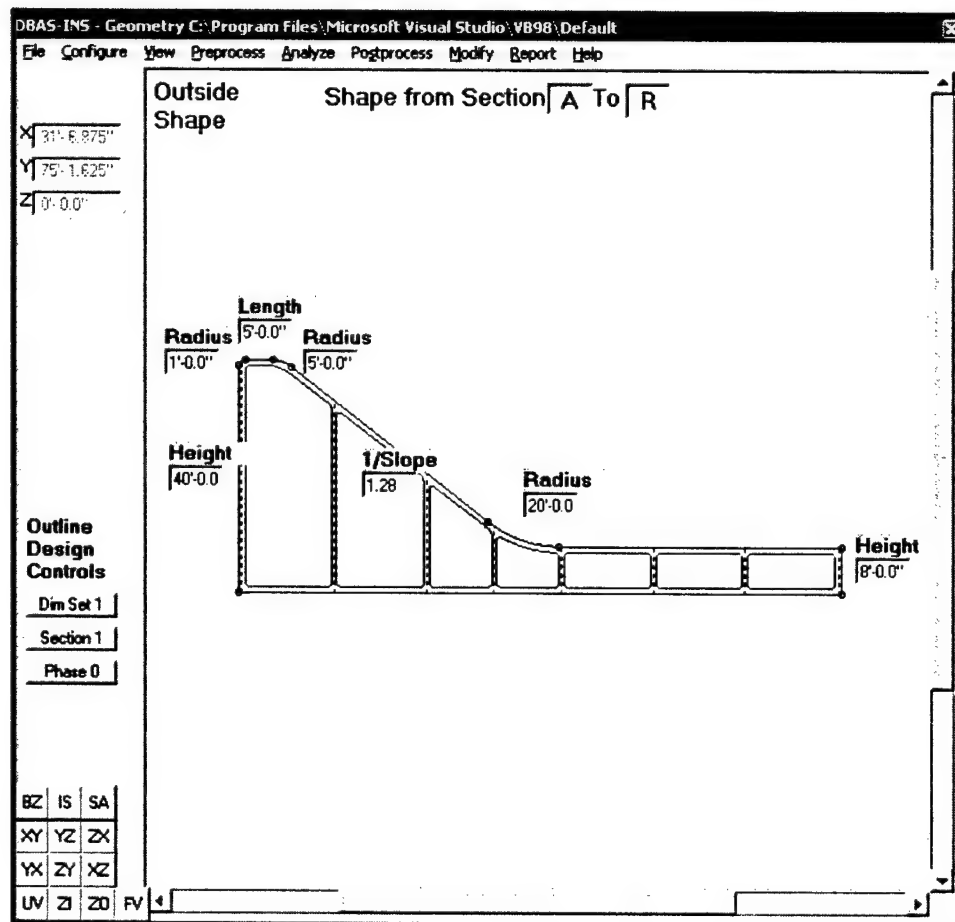 DBAS-INS - Geometry C:\Program Files\Microsoft Visual Studio\VB98\Default
File Configure View Preprocess Analyze Postprocess Modify Report Help
Outside
Shape
Shape from Section A To R
X 31'- 6.875"
Y 75'- 1.625"
Z 0'- 0.0"
Length
5'-0.0"
Radius
1'-0.0"
Radius
5'-0.0"
Height
40'-0.0
1/Slope
1.28
Radius
20'-0.0
Height
8'-0.0"
Outline
Design
Controls
Dim Set 1
Section 1
Phase 0
BZ IS SA
XY YZ ZX
YX ZY XZ
UV ZI ZO FV